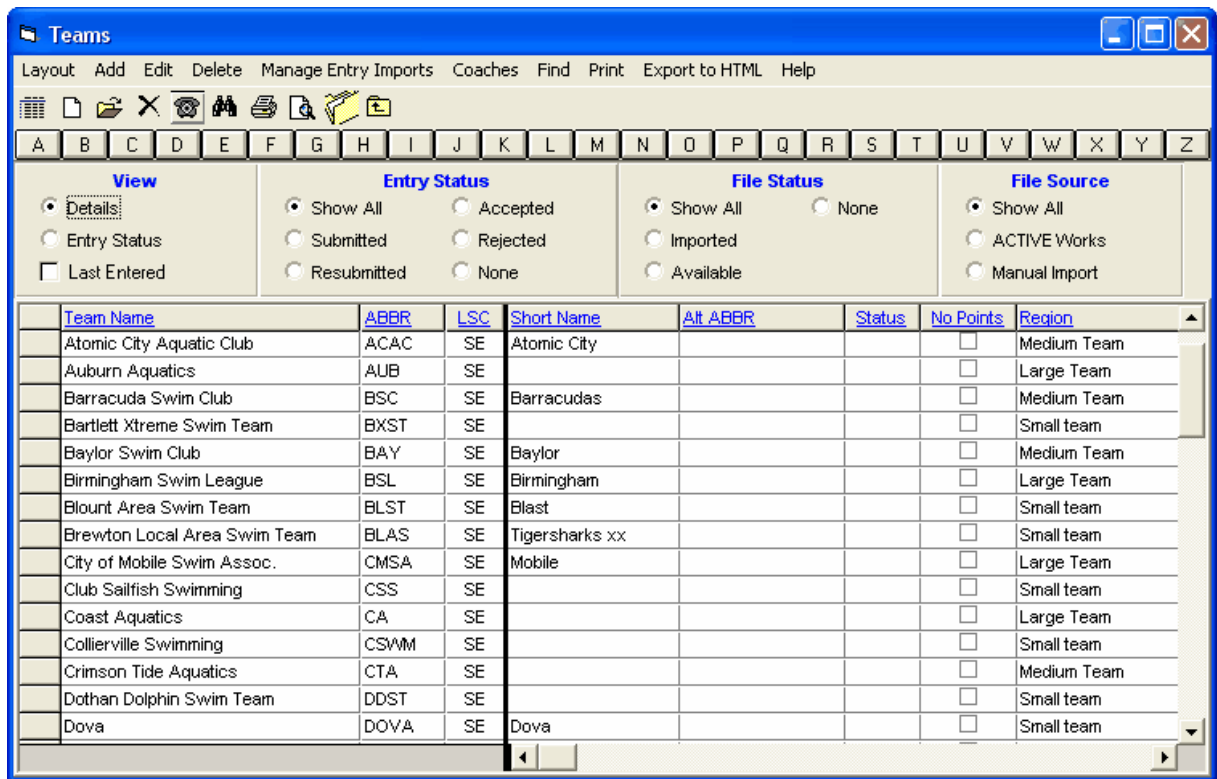 Teams
Layout Add Edit Delete Manage Entry Imports Coaches Find Print Export to HTML Help
A B C D E F G H I J K L M N O P Q R S T U V W X Y Z
View Entry Status File Status File Source
Details Show All Accepted Show All None Show All
Entry Status Submitted Rejected Imported ACTIVE Works
Last Entered Resubmitted None Available Manual Import
Team Name ABBR LSC Short Name Alt ABBR Status No Points Region
Atomic City Aquatic Club ACAC SE Atomic City Medium Team
Auburn Aquatics AUB SE Large Team
Barracuda Swim Club BSC SE Barracudas Medium Team
Bartlett Xtreme Swim Team BXST SE Small team
Baylor Swim Club BAY SE Baylor Medium Team
Birmingham Swim League BSL SE Birmingham Large Team
Blount Area Swim Team BLST SE Blast Small team
Brewton Local Area Swim Team BLAS SE Tigersharks xx Small team
City of Mobile Swim Assoc. CMSA SE Mobile Large Team
Club Sailfish Swimming CSS SE Small team
Coast Aquatics CA SE Large Team
Collierville Swimming CSWM SE Small team
Crimson Tide Aquatics CTA SE Medium Team
Dothan Dolphin Swim Team DDST SE Small team
Dova DOVA SE Dova Small team